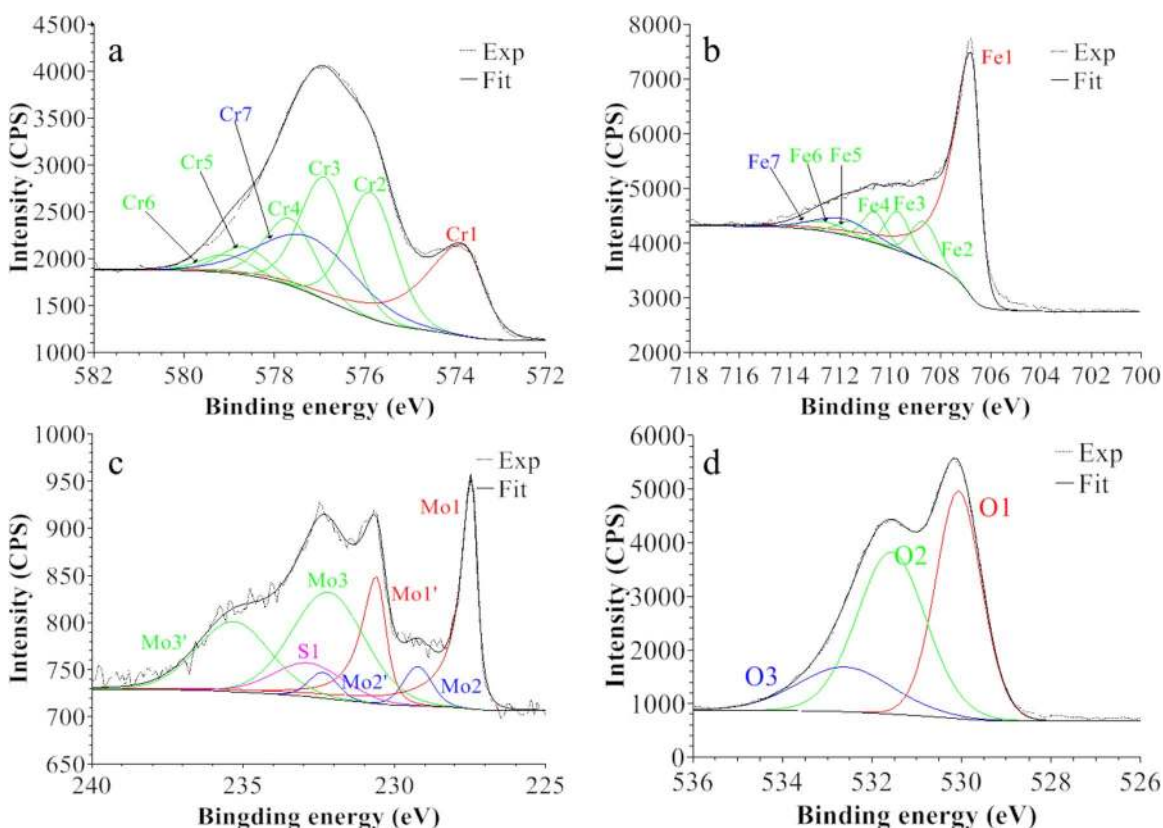 a
Exp
Fit
Cr7
Cr5
Cr6
Cr3
Cr2
Cr4
Cr1
4500
4000
3500
3000
2500
2000
1500
1000
Intensity (CPS)
582 580 578 576 574 572
Binding energy (eV)
b
Exp
Fit
Fe1
Fe7
Fe6
Fe5
Fe4
Fe3
Fe2
8000
7000
6000
5000
4000
3000
2000
Intensity (CPS)
718 716 714 712 710 708 706 704 702 700
Binding energy (eV)
c
Exp
Fit
Mo1
Mo3
Mo1'
Mo3'
S1
Mo2'
Mo2
1000
950
900
850
800
750
700
650
Intensity (CPS)
240 235 230 225
Bingding energy (eV)
d
Exp
Fit
O1
O2
O3
6000
5000
4000
3000
2000
1000
0
Intensity (CPS)
536 534 532 530 528 526
Binding energy (eV)